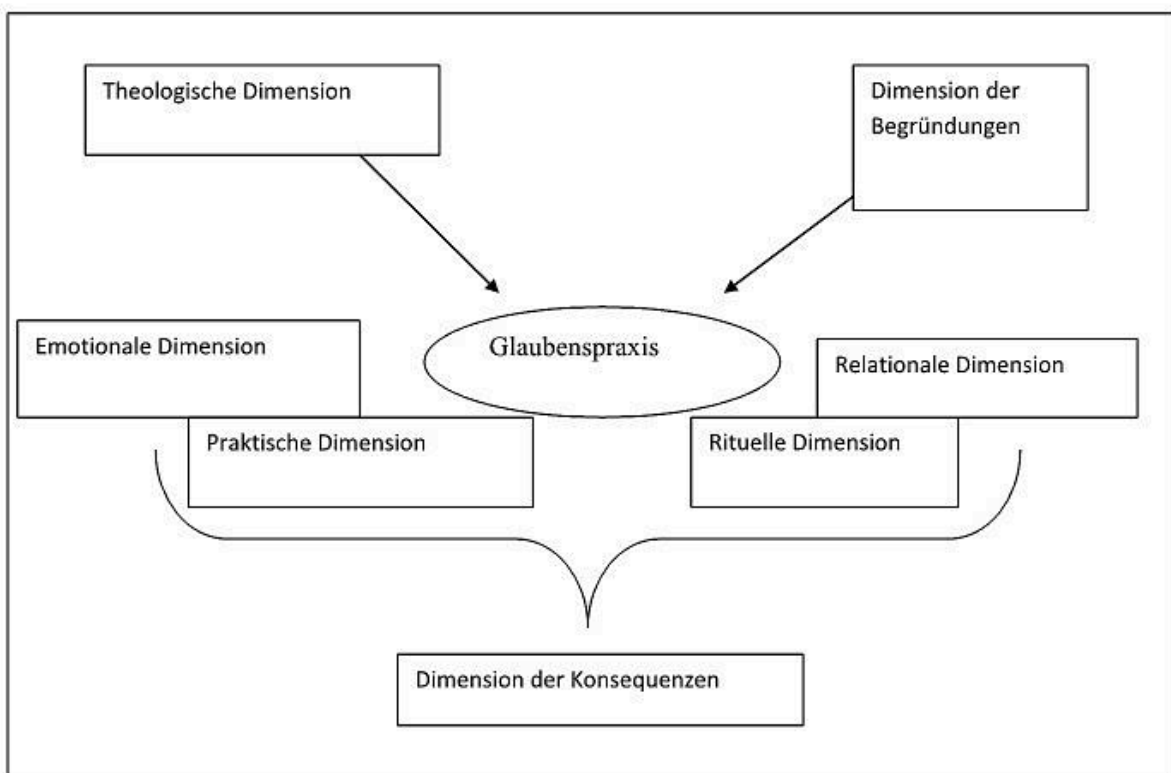 Theologische Dimension
Dimension der
Begründungen
Glaubenspraxis
Emotionale Dimension
Relationale Dimension
Praktische Dimension
Rituelle Dimension
Dimension der Konsequenzen